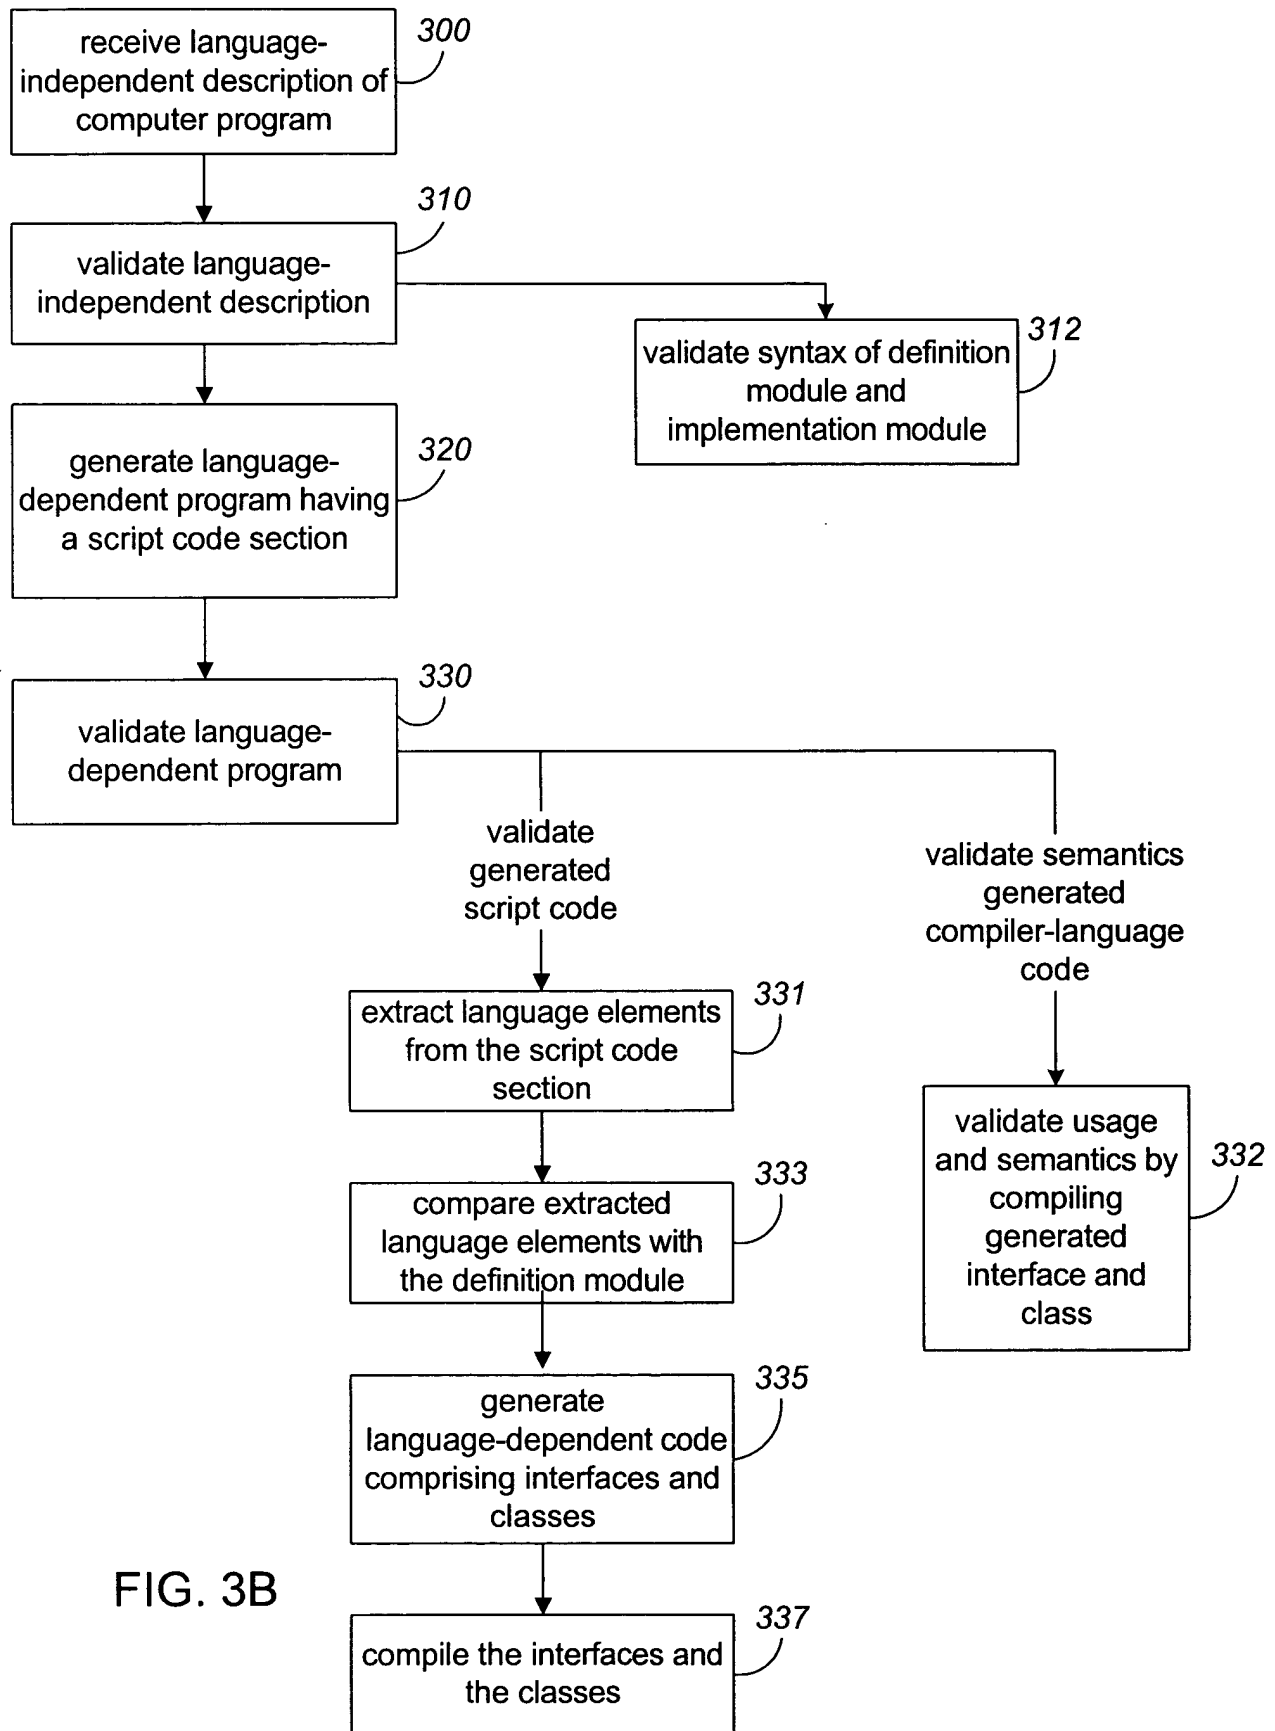 receive language-
independent description of
computer program
300
validate language-
independent description
310
validate syntax of definition
module and
implementation module
312
generate language-
dependent program having
a script code section
320
validate language-
dependent program
330
validate
generated
script code
validate semantics
generated
compiler-language
code
extract language elements
from the script code
section
331
validate usage
and semantics by
compiling
generated
interface and
class
332
compare extracted
language elements with
the definition module
333
generate
language-dependent code
comprising interfaces and
classes
335
FIG. 3B
compile the interfaces and
the classes
337